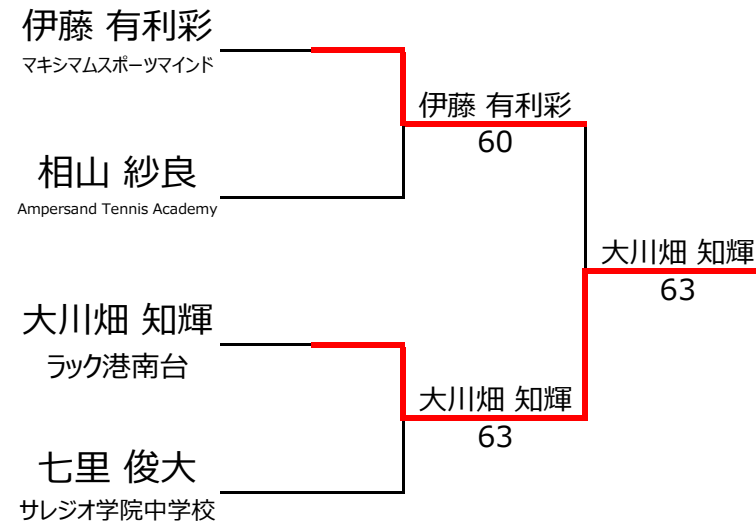 伊藤 有利彩
マキシマムスポーツマインド
伊藤 有利彩
60
相山 紗良
Ampersand Tennis Academy
大川畑 知輝
63
大川畑 知輝
ラック港南台
大川畑 知輝
63
七里 俊大
サレジオ学院中学校